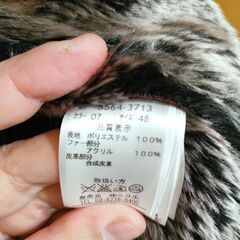 5564-3713
カラー 07 サイズ 48
品質表示
表地 ポリエステル 100%
ファー部分
アクリル 100%
皮革部分
合成皮革
取扱い方